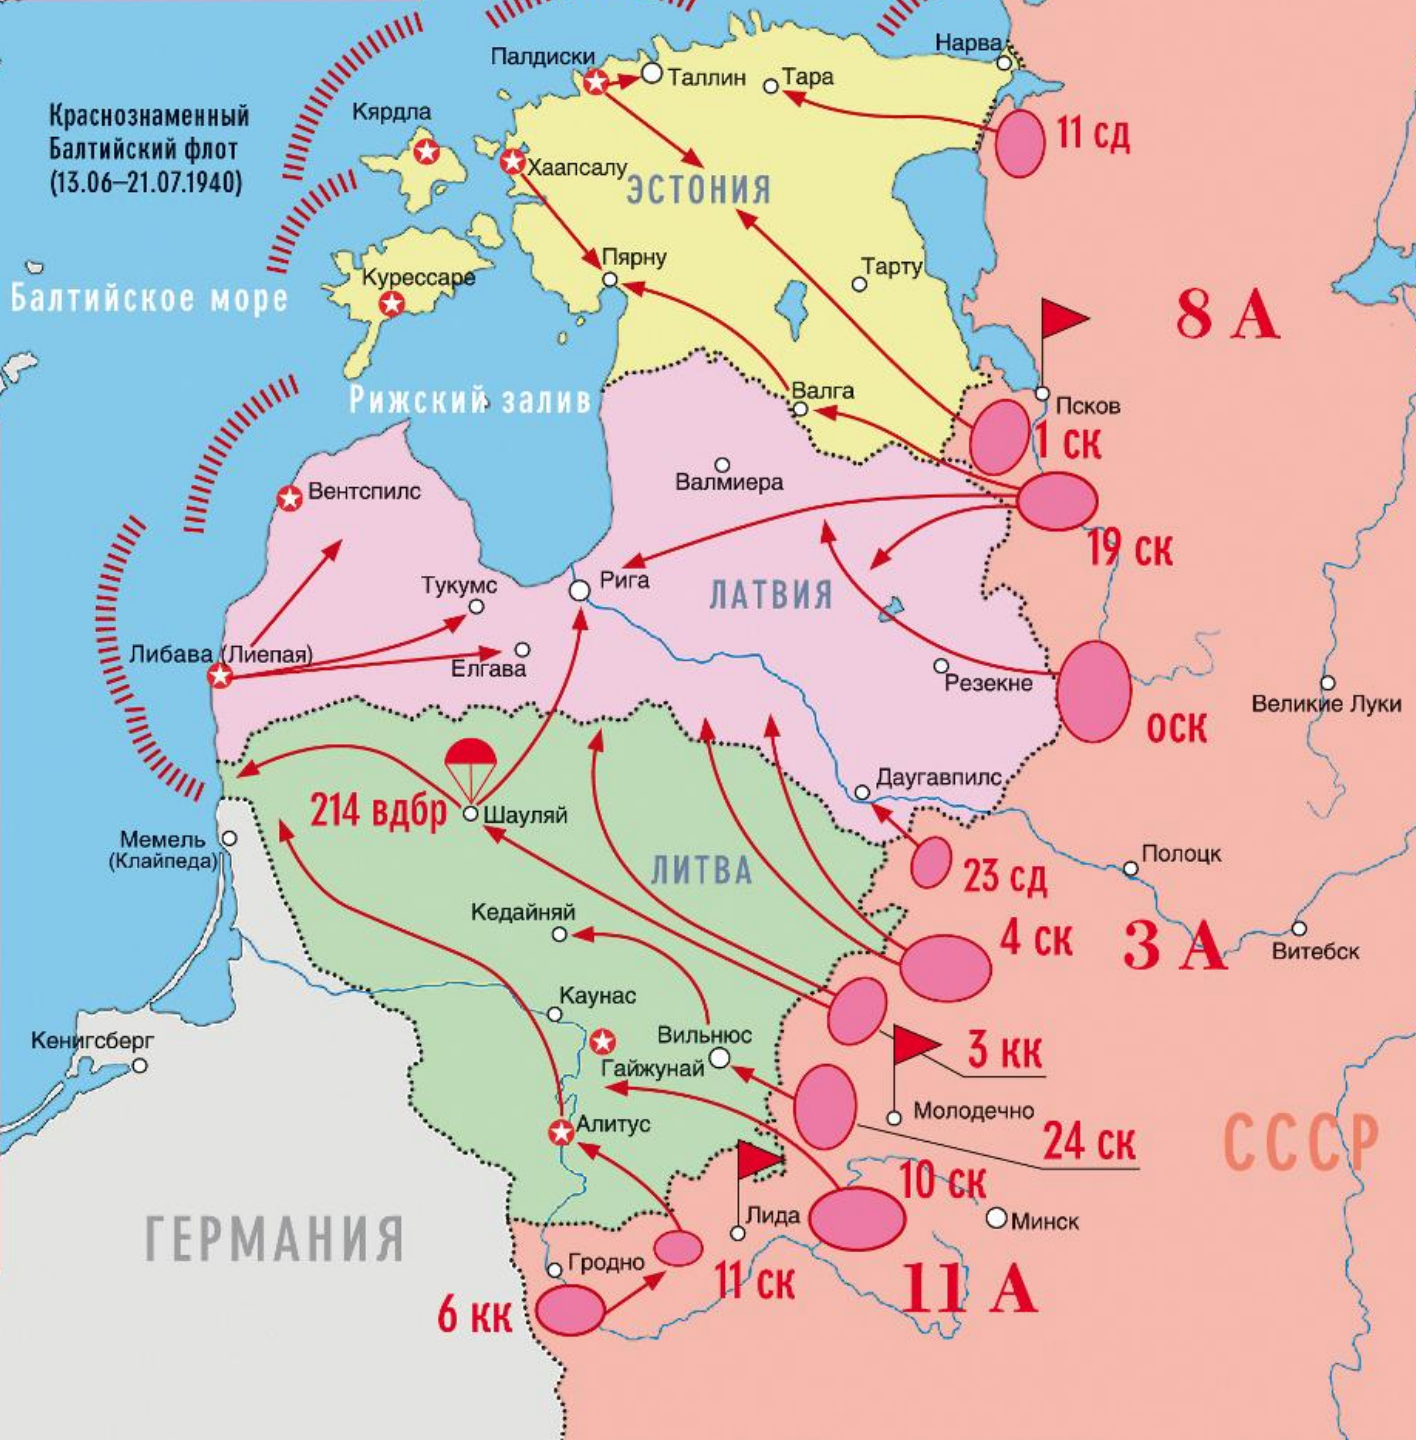 Нарва
Палдиски
Таллин
Тара
Кярдла
Краснознаменный
Балтийский флот
(13.06–21.07.1940)
11 сд
Хаапсалу
ЭСТОНИЯ
Пярну
Тарту
Курессаре
Балтийское море
8 А
Рижский залив
Валга
Псков
1 ск
Валмиера
Вентспилс
19 ск
Тукумс
Рига
ЛАТВИЯ
Либава (Лиепая)
Елгава
Резекне
Великие Луки
ОСК
Даугавпилс
214 вдбр
Шауляй
Мемель
(Клайпеда)
ЛИТВА
Полоцк
23 сд
Кедайняй
4 ск
3 А
Витебск
Каунас
Кенигсберг
Вильнюс
3 кк
Гайжунай
Молодечно
Алитус
24 ск
СССР
10 ск
Лида
Минск
ГЕРМАНИЯ
Гродно
11 ск
11 А
6 кк